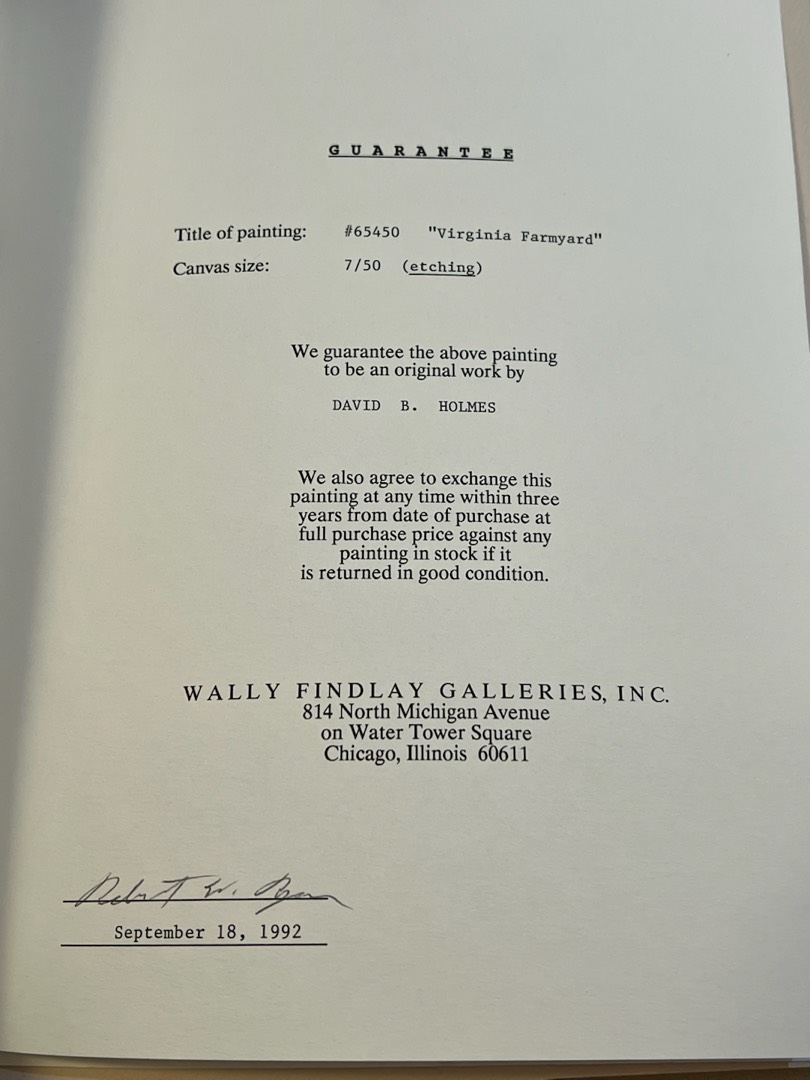 G U A R A N T E E
Title of painting: #65450 "Virginia Farmyard"
Canvas size: 7/50 (etching)
We guarantee the above painting
to be an original work by
DAVID B. HOLMES
We also agree to exchange this
painting at any time within three
years from date of purchase at
full purchase price against any
painting in stock if it
is returned in good condition.
WALLY FINDLAY GALLERIES, INC.
814 North Michigan Avenue
on Water Tower Square
Chicago, Illinois 60611
Robert W.
September 18, 1992